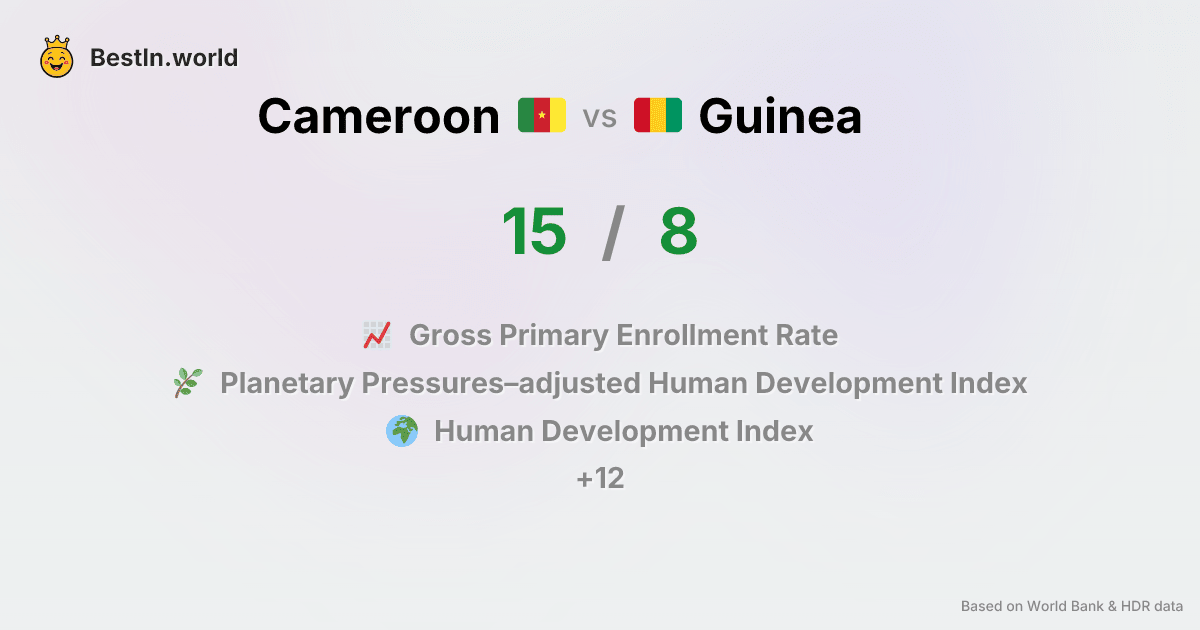 BestIn.world
Cameroon vs Guinea
15 / 8
Gross Primary Enrollment Rate
Planetary Pressures–adjusted Human Development Index
Human Development Index
+12
Based on World Bank & HDR data